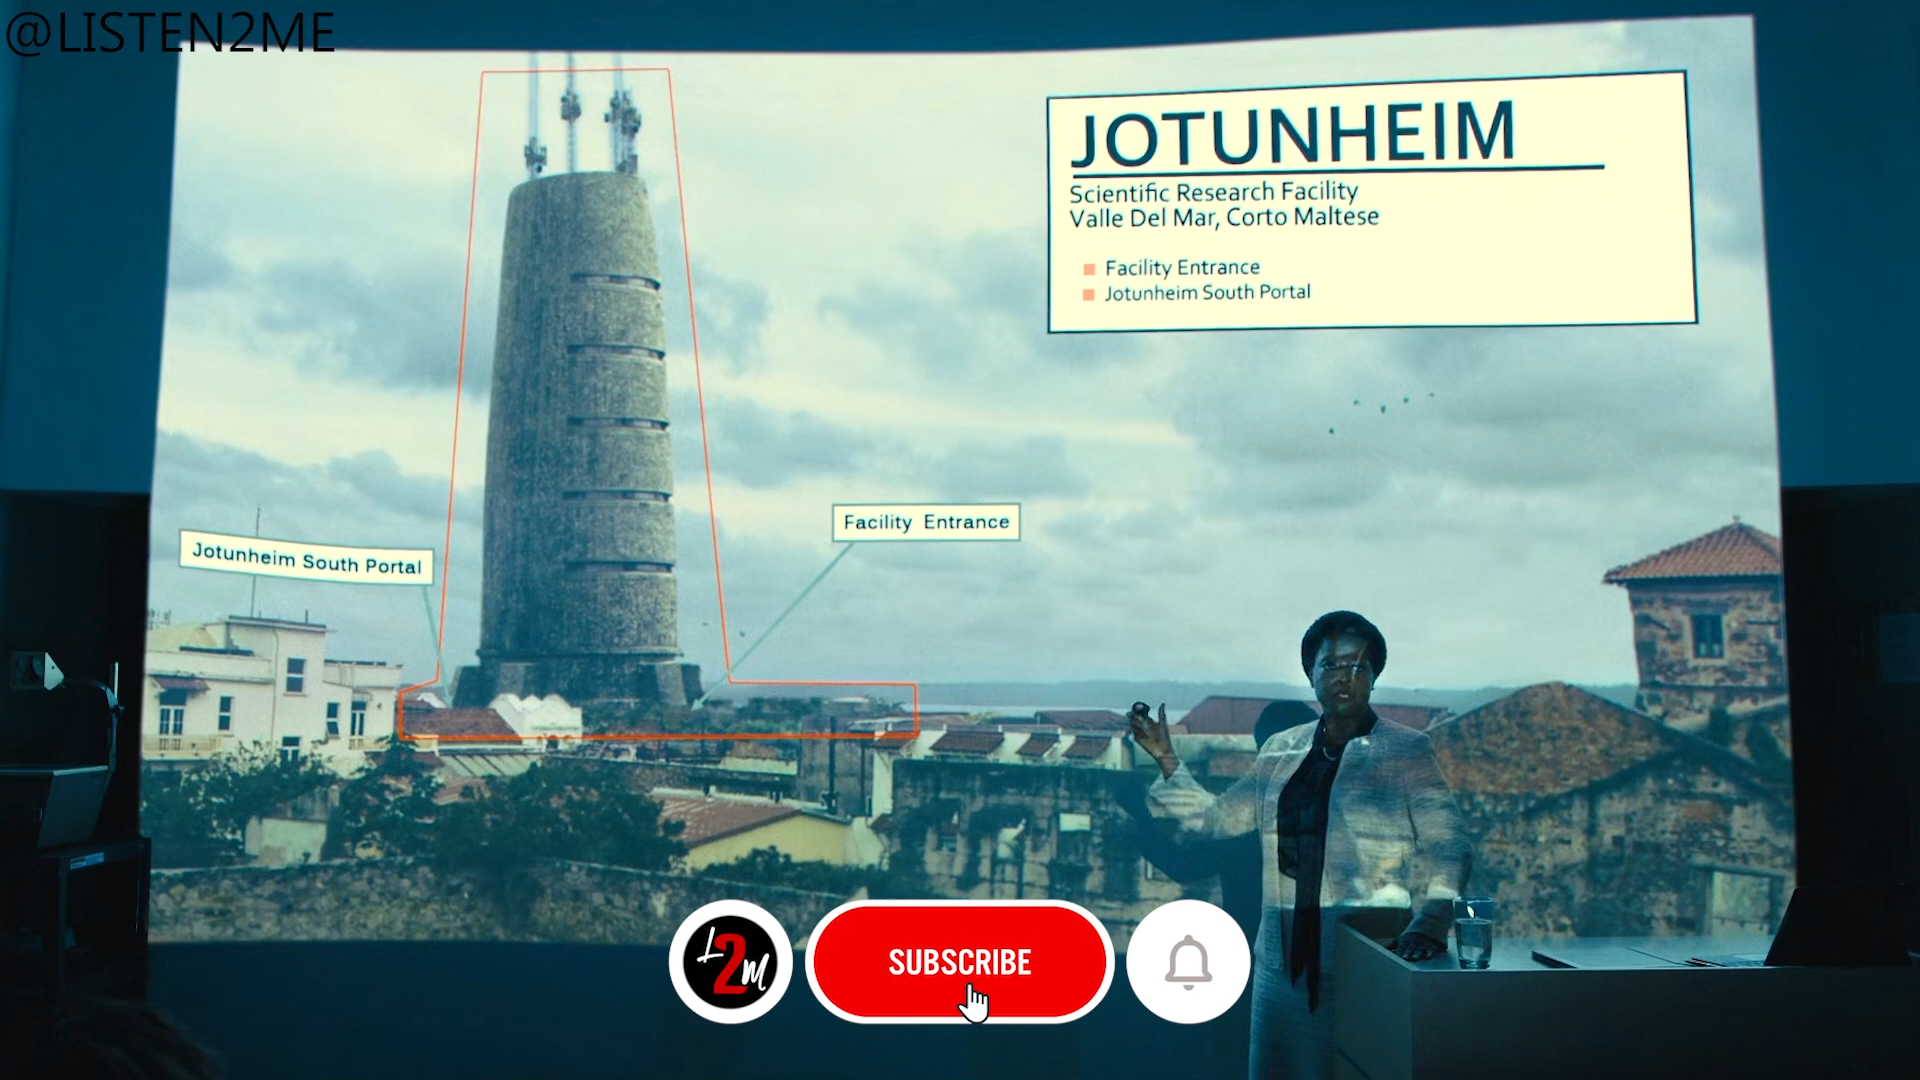 @LISTEN2ME
JOTUNHEIM
Scientific Research Facility
Valle Del Mar, Corto Maltese
Facility Entrance
Jotunheim South Portal
Facility Entrance
Jotunheim South Portal
L2M
SUBSCRIBE